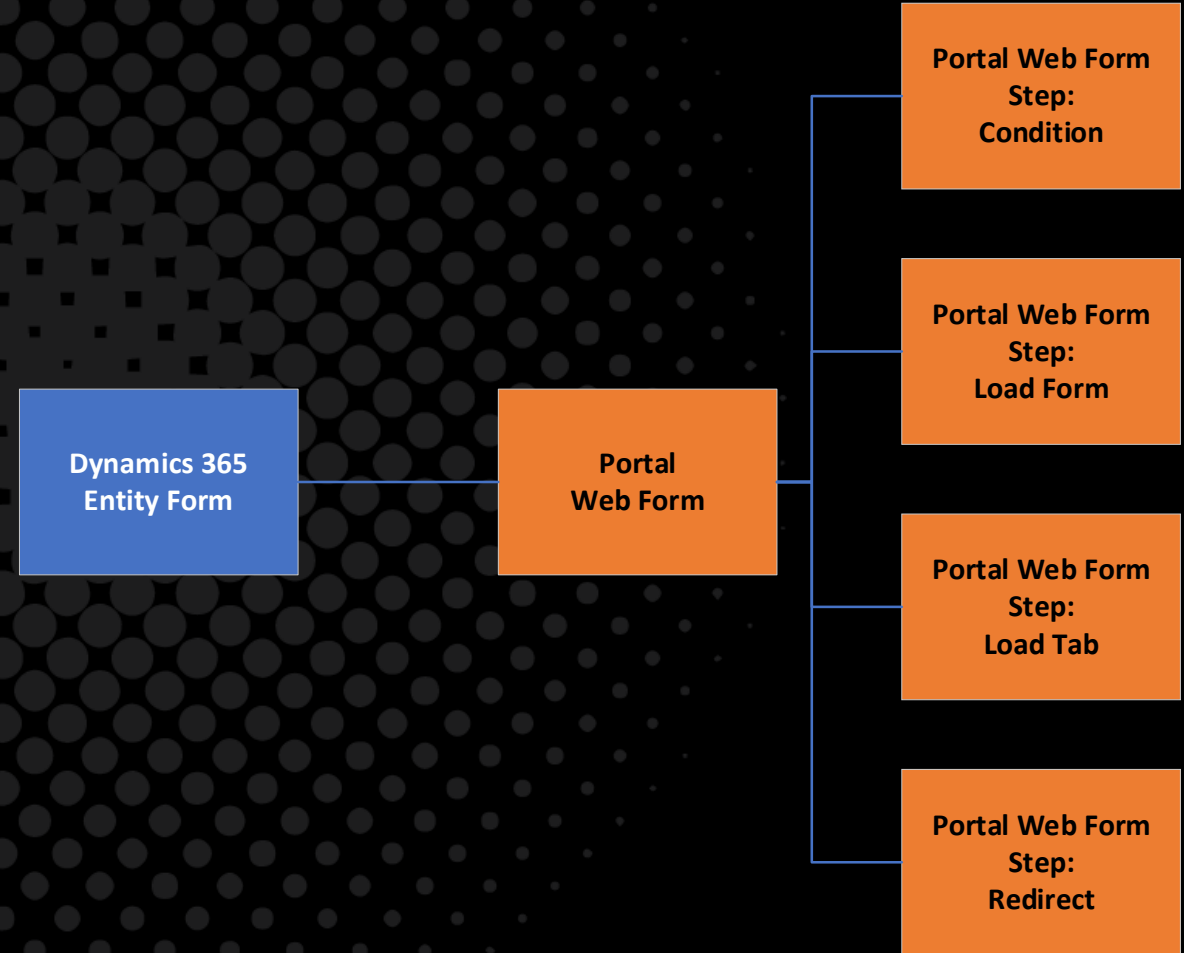 Portal Web Form
Step:
Condition
Portal Web Form
Step:
Load Form
Dynamics 365
Entity Form
Portal
Web Form
Portal Web Form
Step:
Load Tab
Portal Web Form
Step:
Redirect